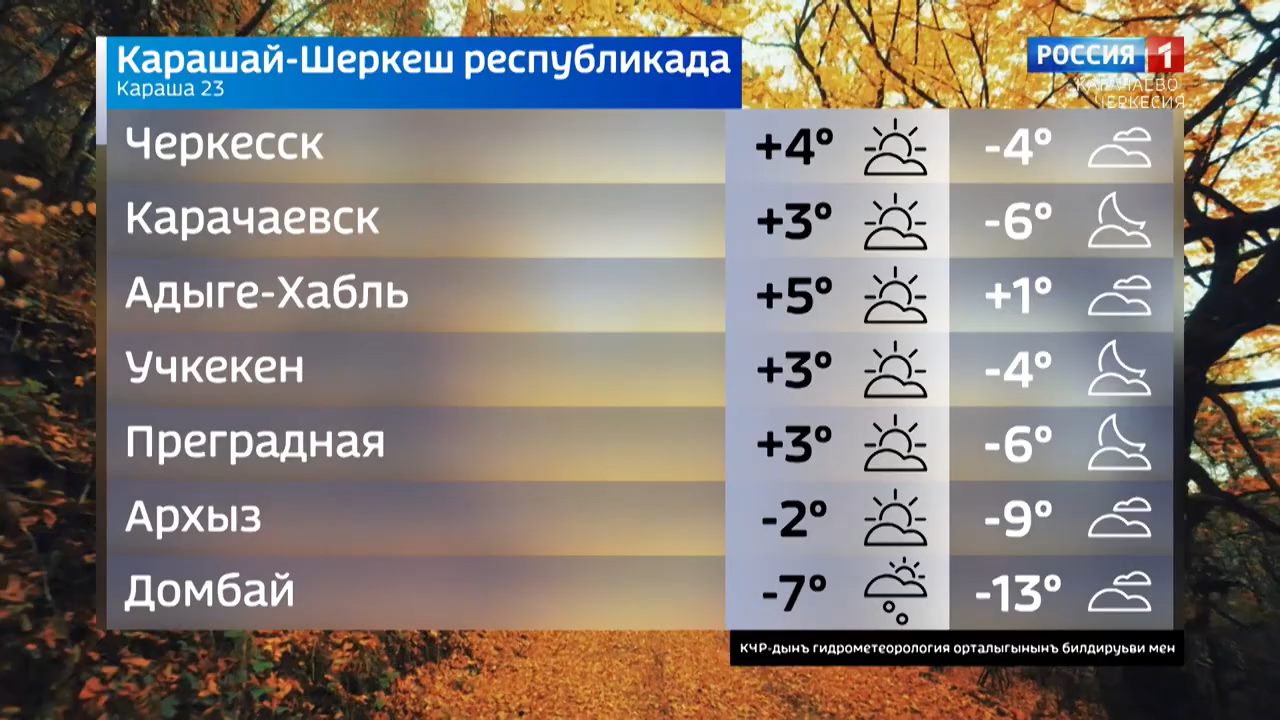 Карашай-Шеркеш республикада
Караша 23
РОССИЯ 1
КАРАЧАЕВО
ЧЕРКЕСИЯ
Черкесск +4° -4°
Карачаевск +3° -6°
Адыге-Хабль +5° +1°
Учкекен +3° -4°
Преградная +3° -6°
Архыз -2° -9°
Домбай -7° -13°
КЧР-дынъ гидрометеорология орталыгынынъ билдируьви мен